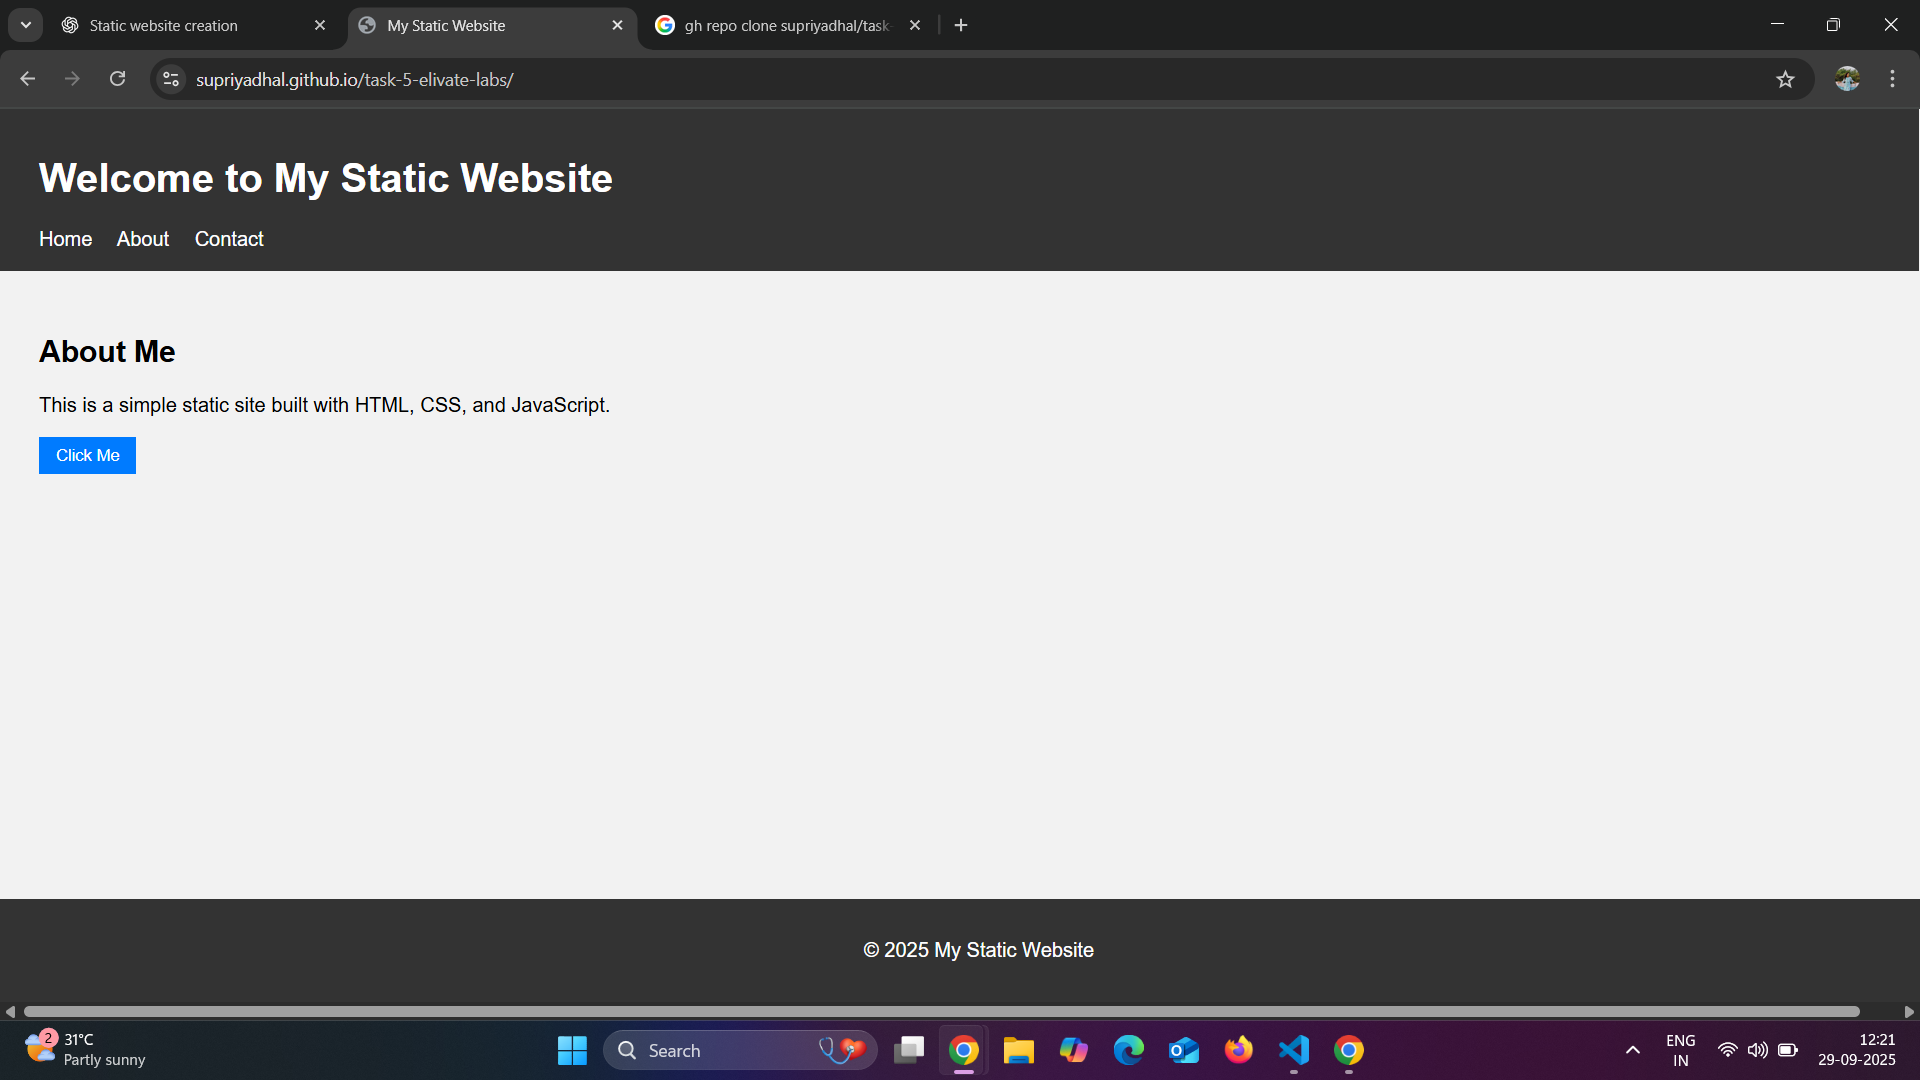 Static website creation
My Static Website
gh repo clone supriyadhal/task-
supriyadhal.github.io/task-5-elivate-labs/
Welcome to My Static Website
Home About Contact
About Me
This is a simple static site built with HTML, CSS, and JavaScript.
Click Me
© 2025 My Static Website
2
31°C
Partly sunny
Search
ENG
IN
12:21
29-09-2025